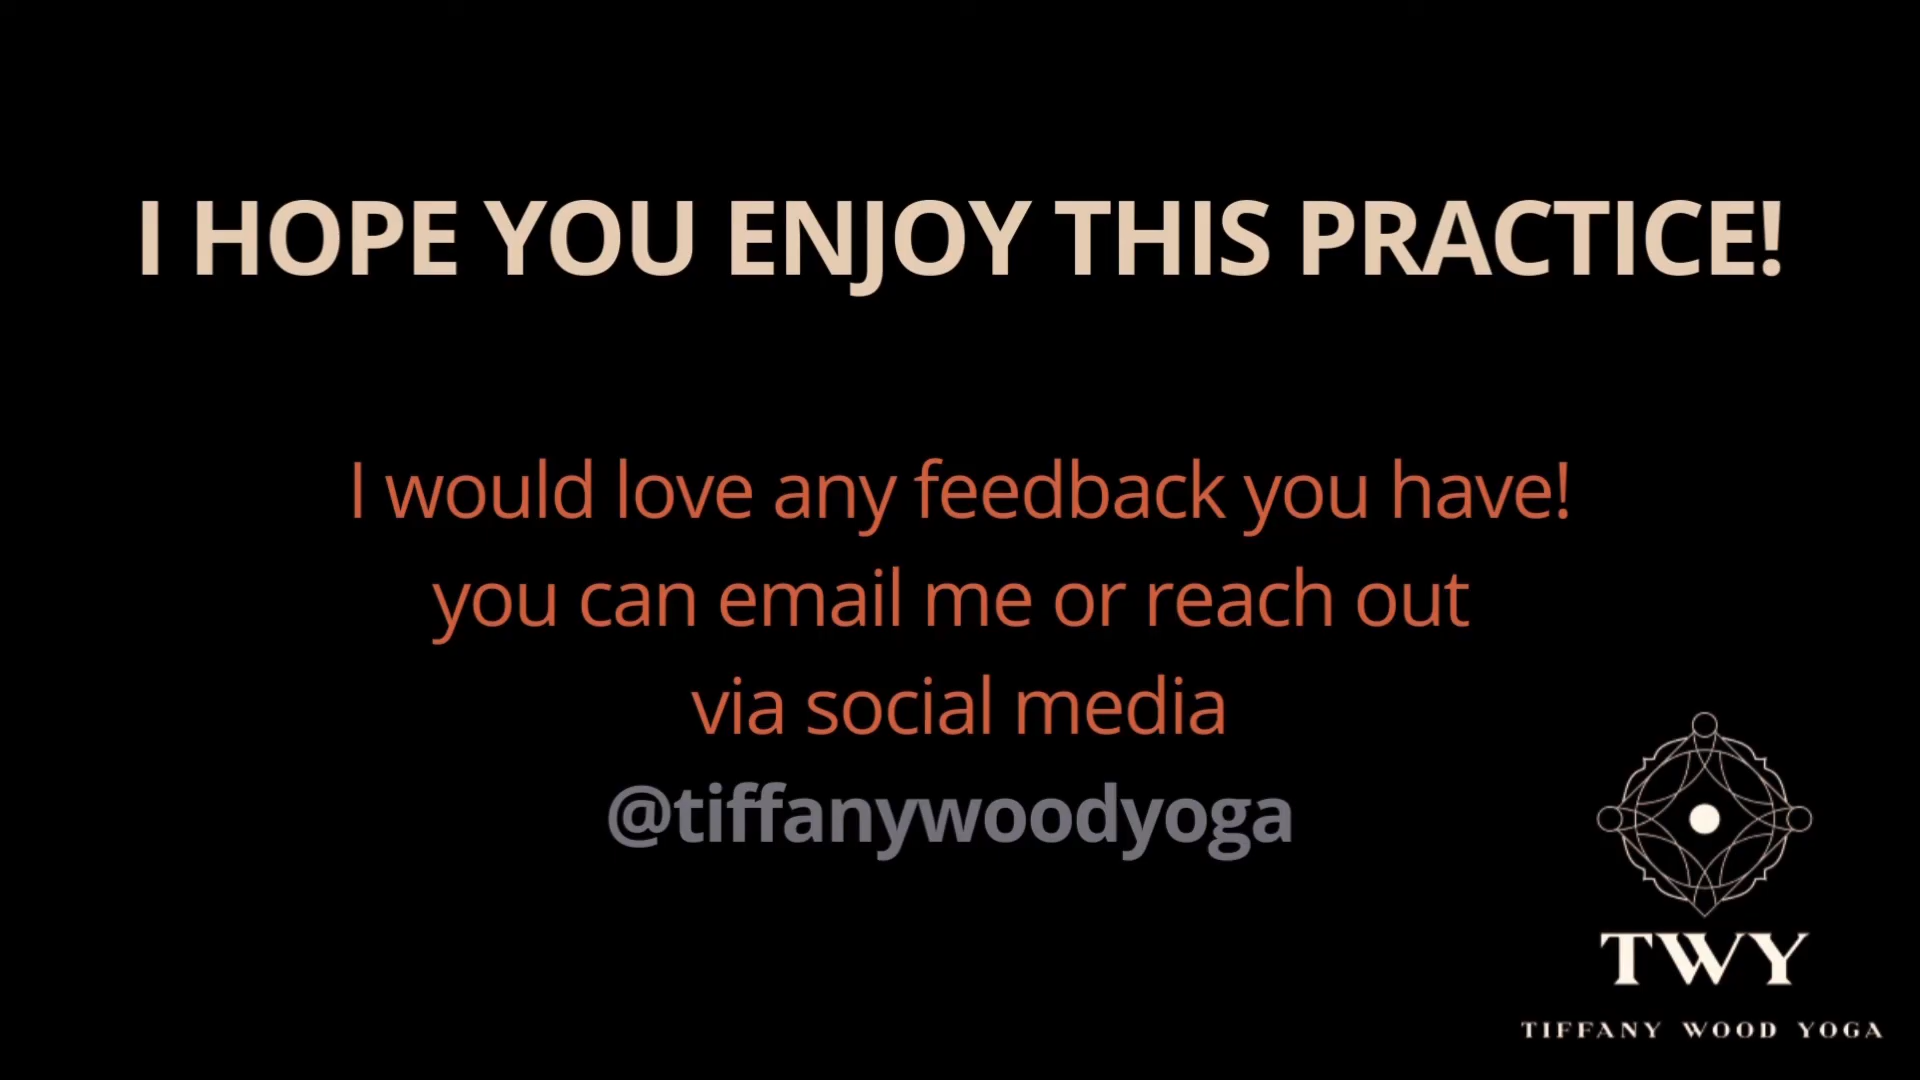 I HOPE YOU ENJOY THIS PRACTICE!
I would love any feedback you have!
you can email me or reach out
via social media
@tiffanywoodyoga
TWY
TIFFANY WOOD YOGA